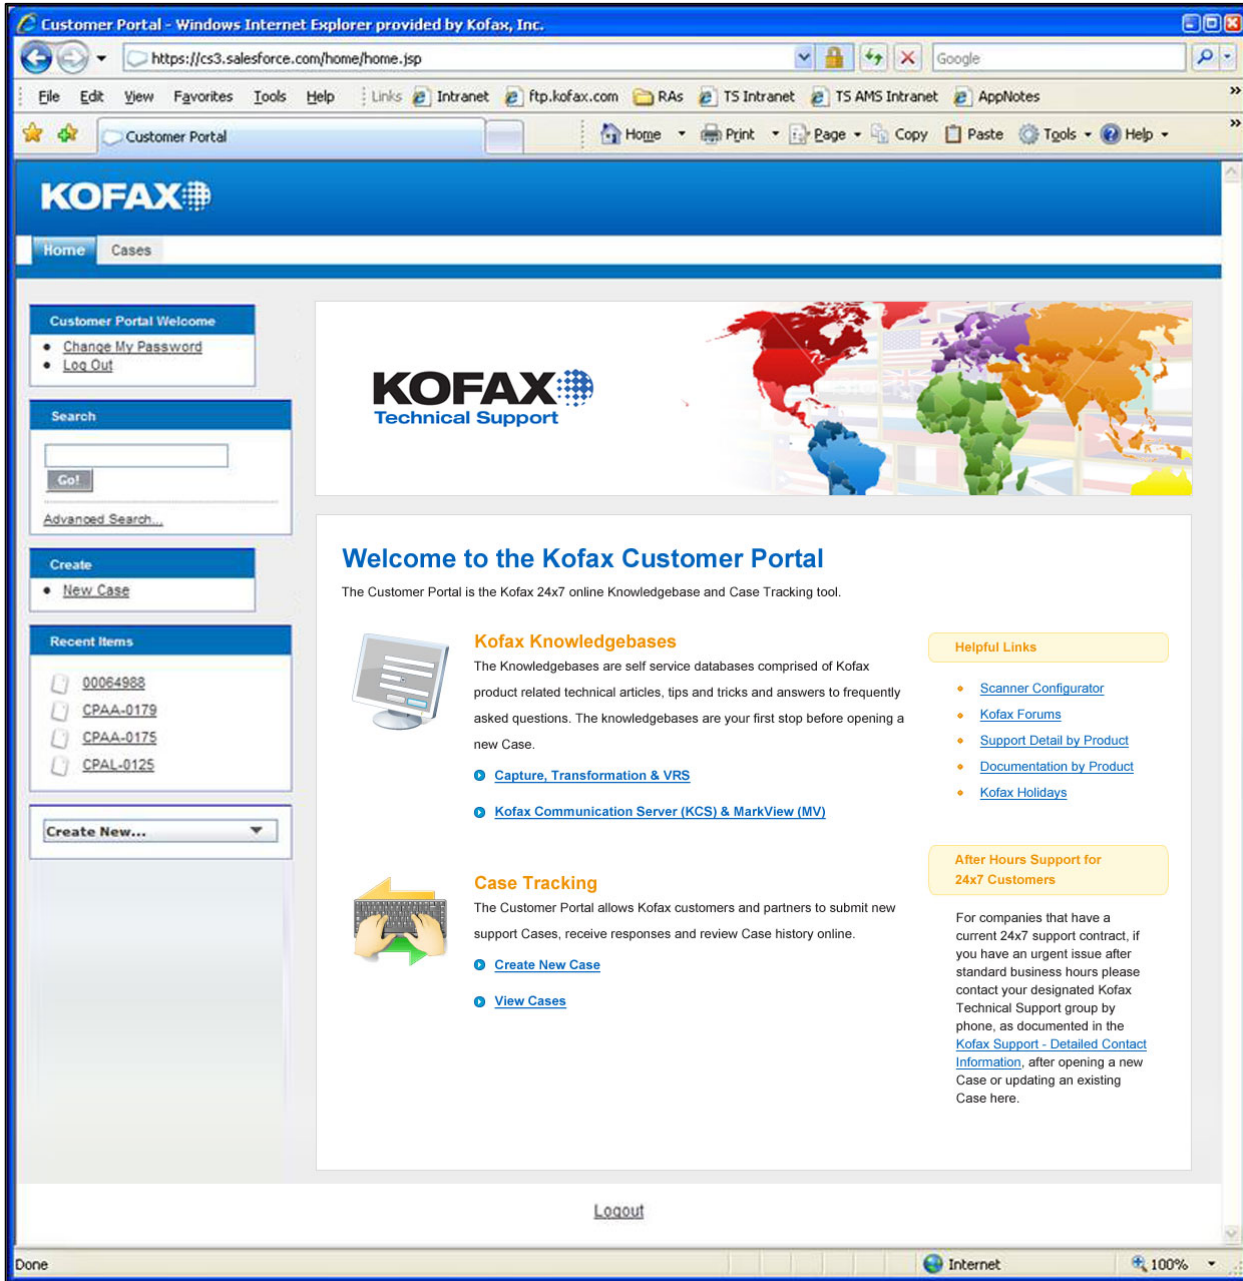 Customer Portal - Windows Internet Explorer provided by Kofax, Inc.
https://cs3.salesforce.com/home/home.jsp
Google
File Edit View Favorites Tools Help Links Intranet ftp.kofax.com RAs TS Intranet TS AMS Intranet AppNotes
Customer Portal
Home Print Page Copy Paste Tools Help
KOFAX
Home Cases
Customer Portal Welcome
Change My Password
Log Out
Search
Go!
Advanced Search...
Create
New Case
Recent Items
00064988
CPAA-0179
CPAA-0175
CPAL-0125
Create New...
KOFAX
Technical Support
Welcome to the Kofax Customer Portal
The Customer Portal is the Kofax 24x7 online Knowledgebase and Case Tracking tool.
Kofax Knowledgebases
The Knowledgebases are self service databases comprised of Kofax
product related technical articles, tips and tricks and answers to frequently
asked questions. The knowledgebases are your first stop before opening a
new Case.
Capture, Transformation & VRS
Kofax Communication Server (KCS) & MarkView (MV)
Case Tracking
The Customer Portal allows Kofax customers and partners to submit new
support Cases, receive responses and review Case history online.
Create New Case
View Cases
Helpful Links
Scanner Configurator
Kofax Forums
Support Detail by Product
Documentation by Product
Kofax Holidays
After Hours Support for
24x7 Customers
For companies that have a
current 24x7 support contract, if
you have an urgent issue after
standard business hours please
contact your designated Kofax
Technical Support group by
phone, as documented in the
Kofax Support - Detailed Contact
Information, after opening a new
Case or updating an existing
Case here.
Logout
Done
Internet
100%